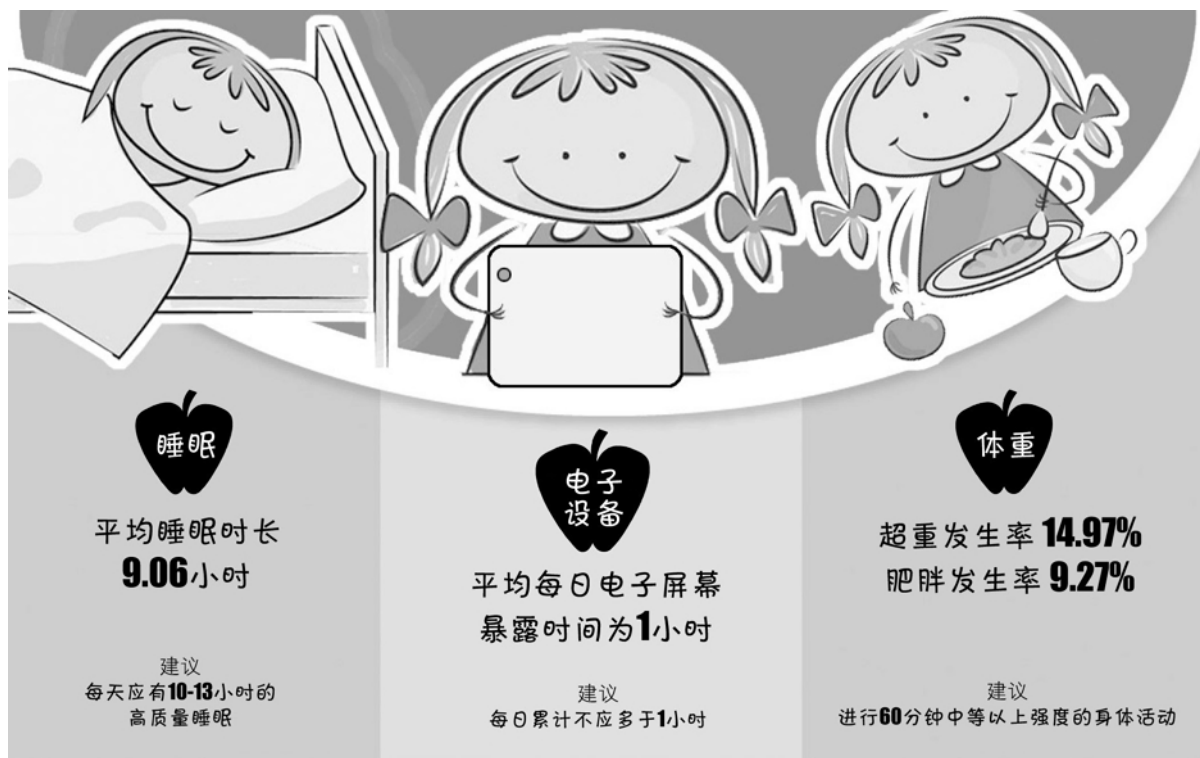 睡眠
平均睡眠时长
9.06小时
建议
每天应有10-13小时的
高质量睡眠
电子
设备
平均每日电子屏幕
暴露时间为1小时
建议
每日累计不应多于1小时
体重
超重发生率 14.97%
肥胖发生率 9.27%
建议
进行60分钟中等以上强度的身体活动